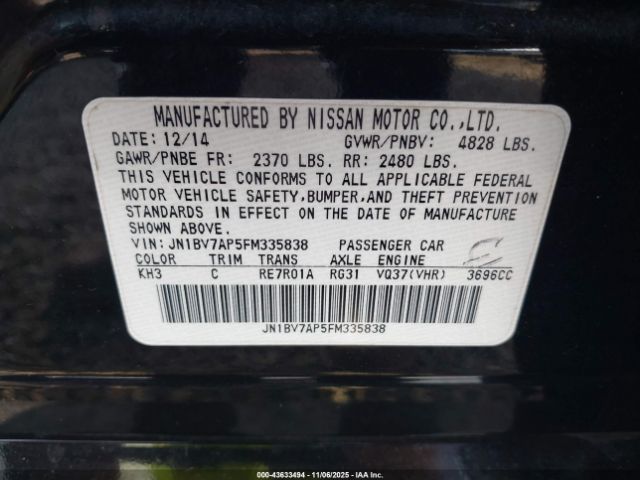 MANUFACTURED BY NISSAN MOTOR CO.,LTD.
DATE: 12/14 GVWR/PNBV: 4828 LBS.
GAWR/PNBE FR: 2370 LBS. RR: 2480 LBS.
THIS VEHICLE CONFORMS TO ALL APPLICABLE FEDERAL
MOTOR VEHICLE SAFETY,BUMPER,AND THEFT PREVENTION
STANDARDS IN EFFECT ON THE DATE OF MANUFACTURE
SHOWN ABOVE.
VIN: JN1BV7AP5FM335838 PASSENGER CAR
COLOR TRIM TRANS AXLE ENGINE
KH3 C RE7R01A RG31 VQ37(VHR) 3696CC
JN1BV7AP5FM335838
000-43633494 - 11/06/2025 - IAAI.com